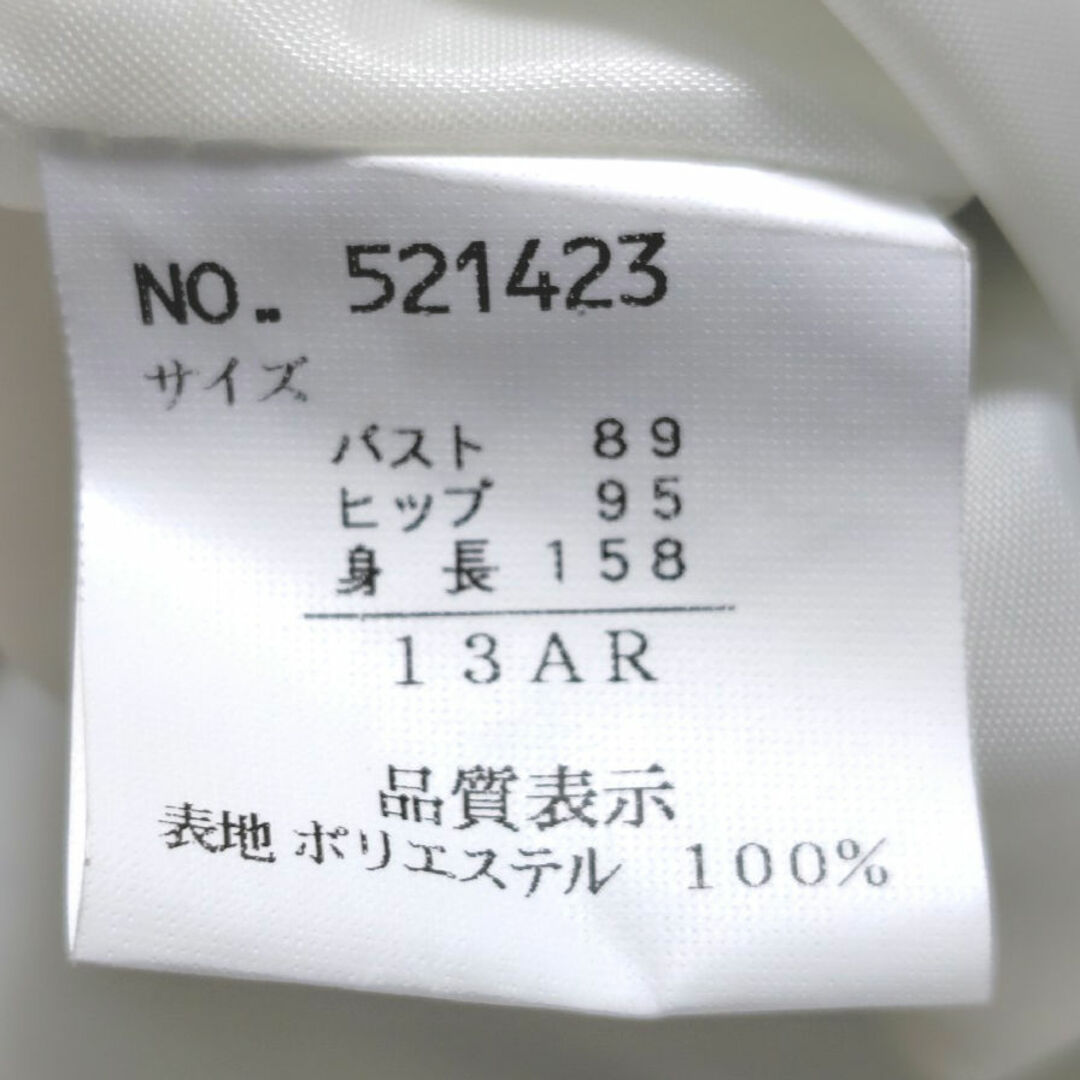 NO. 521423
サイズ
バスト 89
ヒップ 95
身長 158
13AR
品質表示
表地 ポリエステル 100%